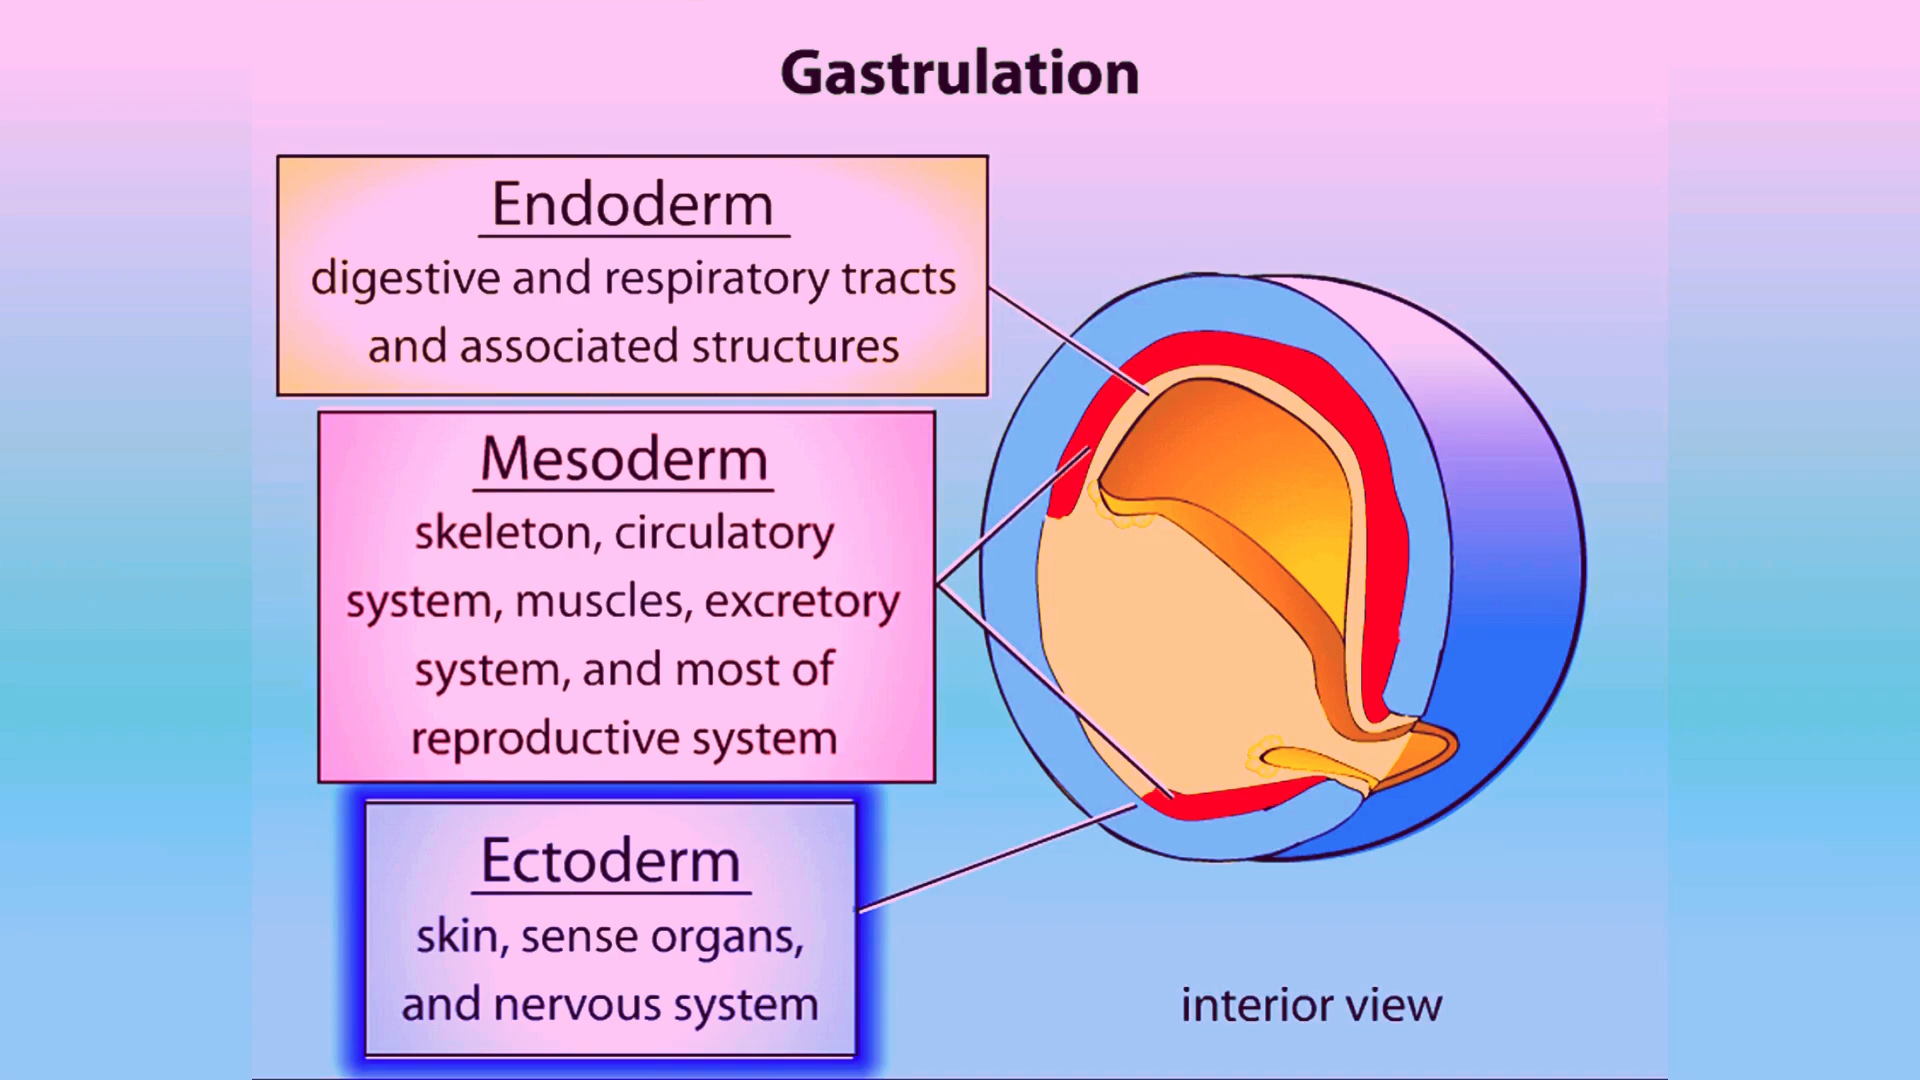 Gastrulation
Endoderm
digestive and respiratory tracts
and associated structures
Mesoderm
skeleton, circulatory
system, muscles, excretory
system, and most of
reproductive system
Ectoderm
skin, sense organs,
and nervous system
interior view